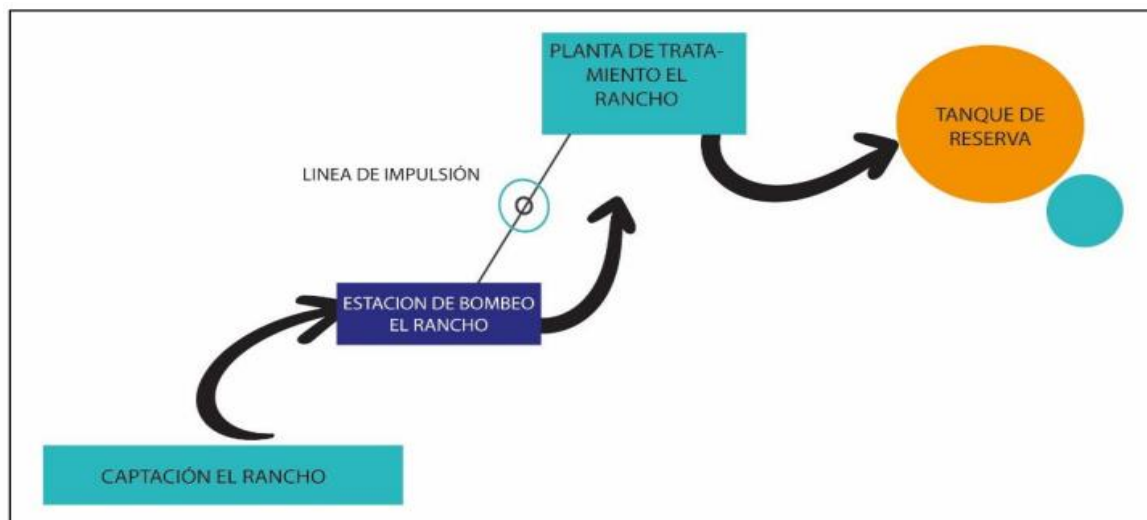 PLANTA DE TRATA-
MIENTO EL
RANCHO
TANQUE DE
RESERVA
LINEA DE IMPULSIÓN
ESTACION DE BOMBEO
EL RANCHO
CAPTACIÓN EL RANCHO